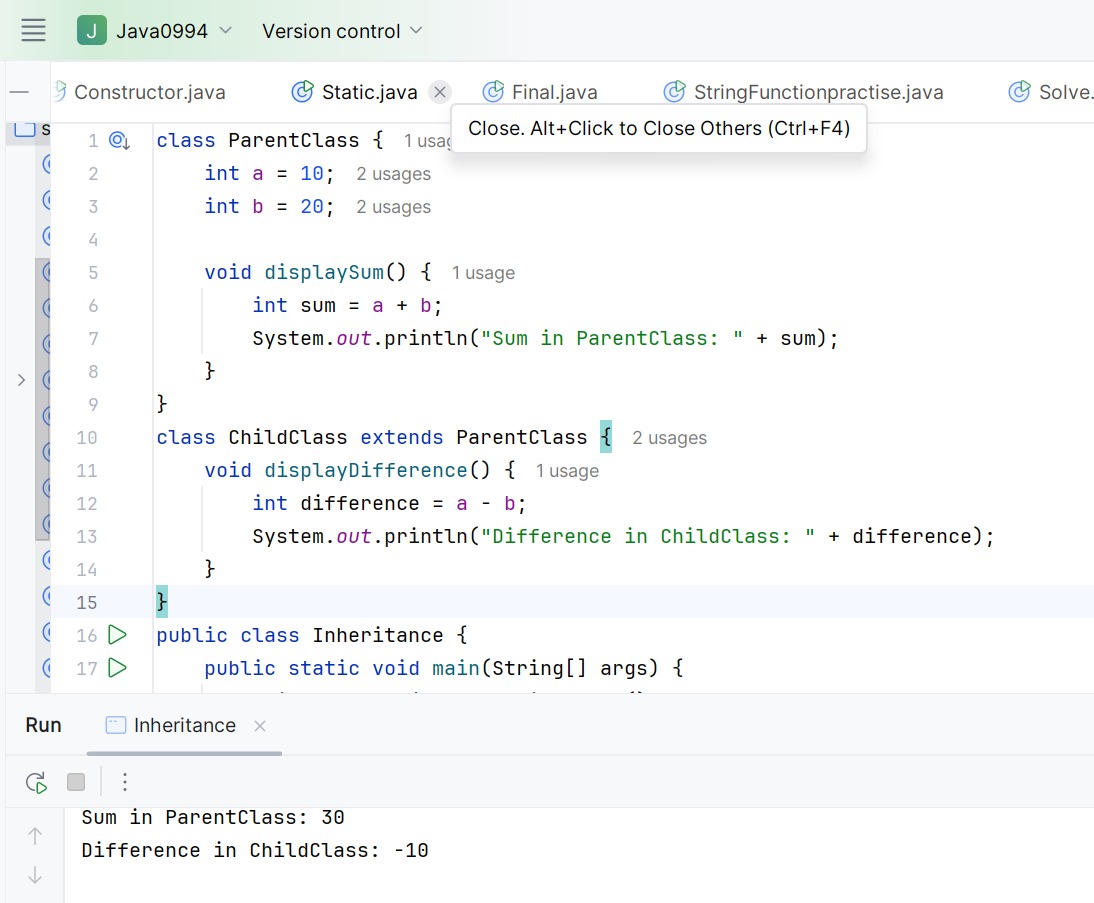 J Java0994 Version control
Constructor.java Static.java Final.java StringFunctionpractise.java Solve.
Close. Alt+Click to Close Others (Ctrl+F4)
1 class ParentClass { 1
2 int a = 10; 2 usages
3 int b = 20; 2 usages
4
5 void displaySum() { 1 usage
6 int sum = a + b;
7 System.out.println("Sum in ParentClass: " + sum);
8 }
9 }
10 class ChildClass extends ParentClass { 2 usages
11 void displayDifference() { 1 usage
12 int difference = a - b;
13 System.out.println("Difference in ChildClass: " + difference);
14 }
15 }
16 public class Inheritance {
17 public static void main(String[] args) {
Run Inheritance
Sum in ParentClass: 30
Difference in ChildClass: -10